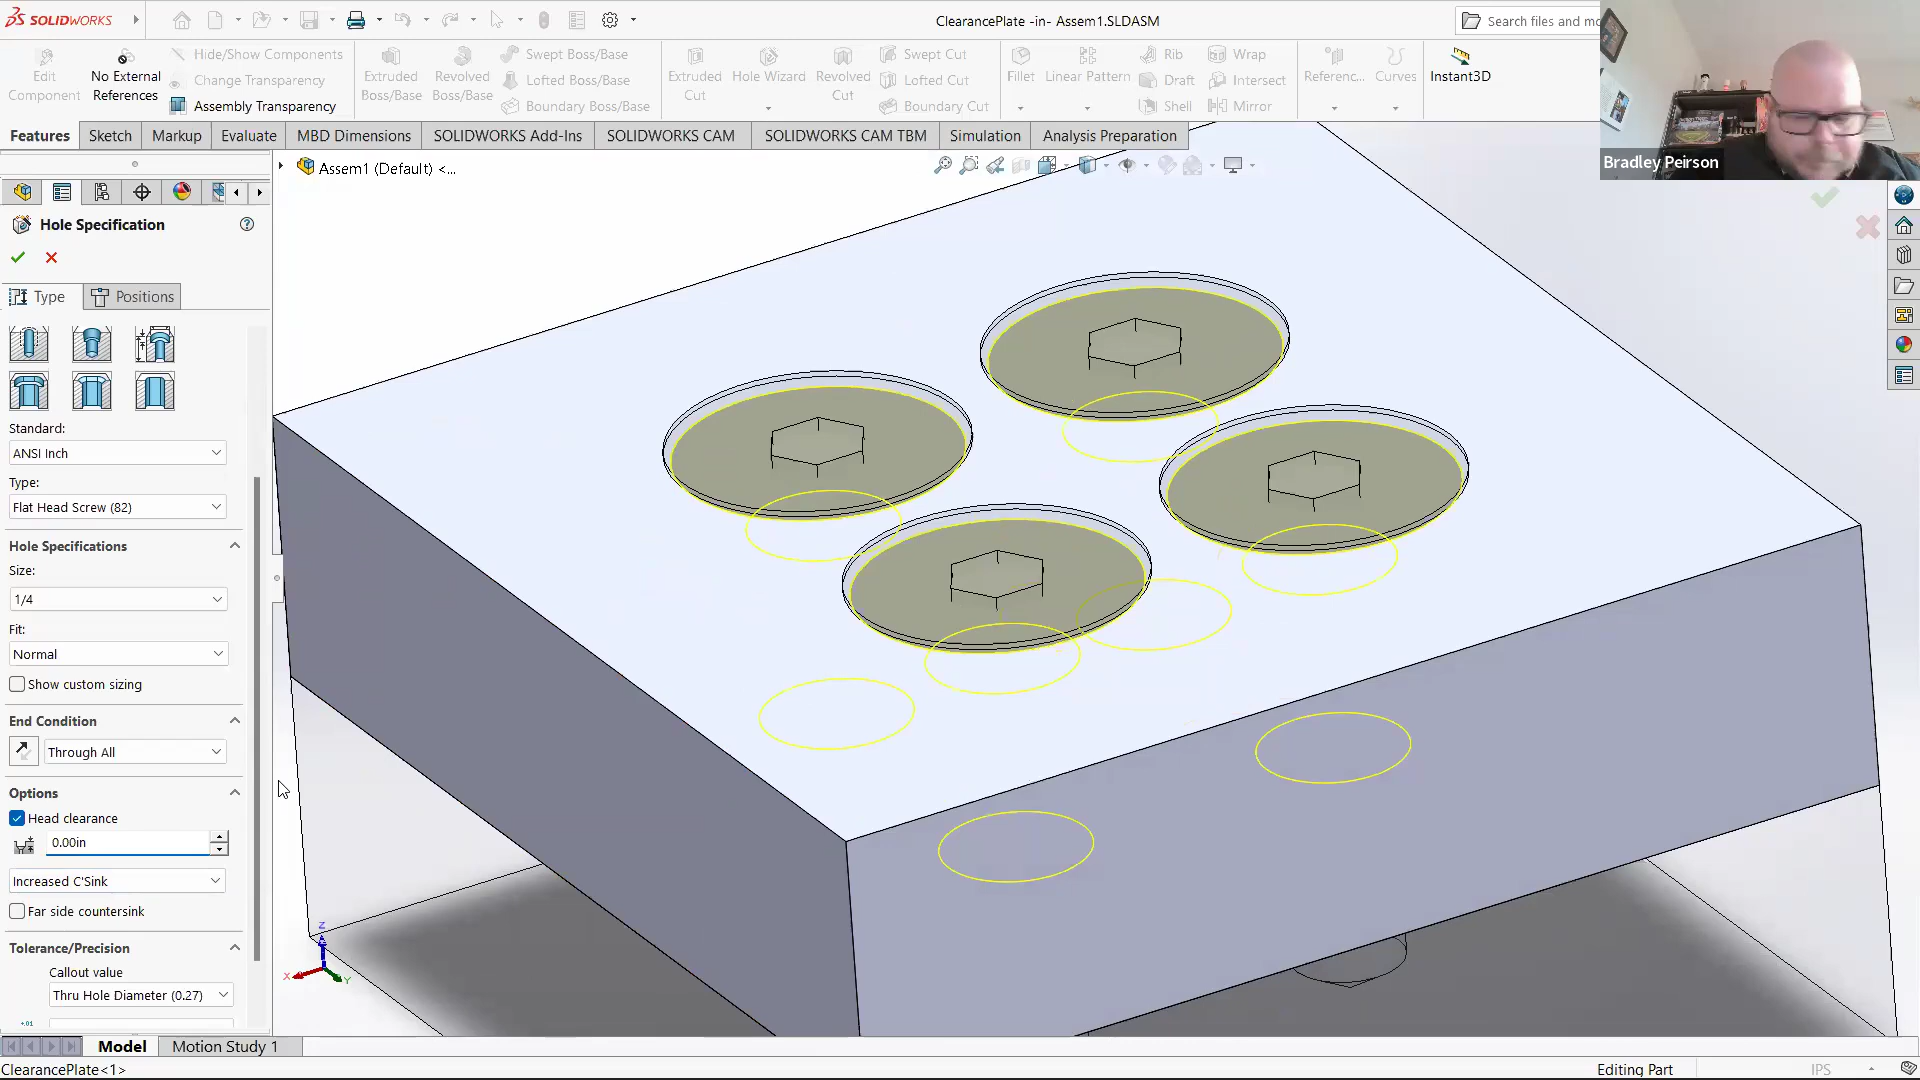 SOLIDWORKS
ClearancePlate -in- Assem1.SLDASM
Search files and mo
Edit Component
No External References
Hide/Show Components
Change Transparency
Assembly Transparency
Extruded Boss/Base
Revolved Boss/Base
Swept Boss/Base
Lofted Boss/Base
Boundary Boss/Base
Extruded Cut
Hole Wizard
Revolved Cut
Swept Cut
Lofted Cut
Boundary Cut
Fillet
Linear Pattern
Rib
Draft
Shell
Wrap
Intersect
Mirror
Referenc...
Curves
Instant3D
Features
Sketch
Markup
Evaluate
MBD Dimensions
SOLIDWORKS Add-Ins
SOLIDWORKS CAM
SOLIDWORKS CAM TBM
Simulation
Analysis Preparation
Bradley Peirson
Assem1 (Default) <...
Hole Specification
Type
Positions
Standard:
ANSI Inch
Type:
Flat Head Screw (82)
Hole Specifications
Size:
1/4
Fit:
Normal
Show custom sizing
End Condition
Through All
Options
Head clearance
0.00in
Increased C'Sink
Far side countersink
Tolerance/Precision
Callout value
Thru Hole Diameter (0.27)
+.01
Z
X
Y
Model
Motion Study 1
ClearancePlate<1>
Editing Part
IPS